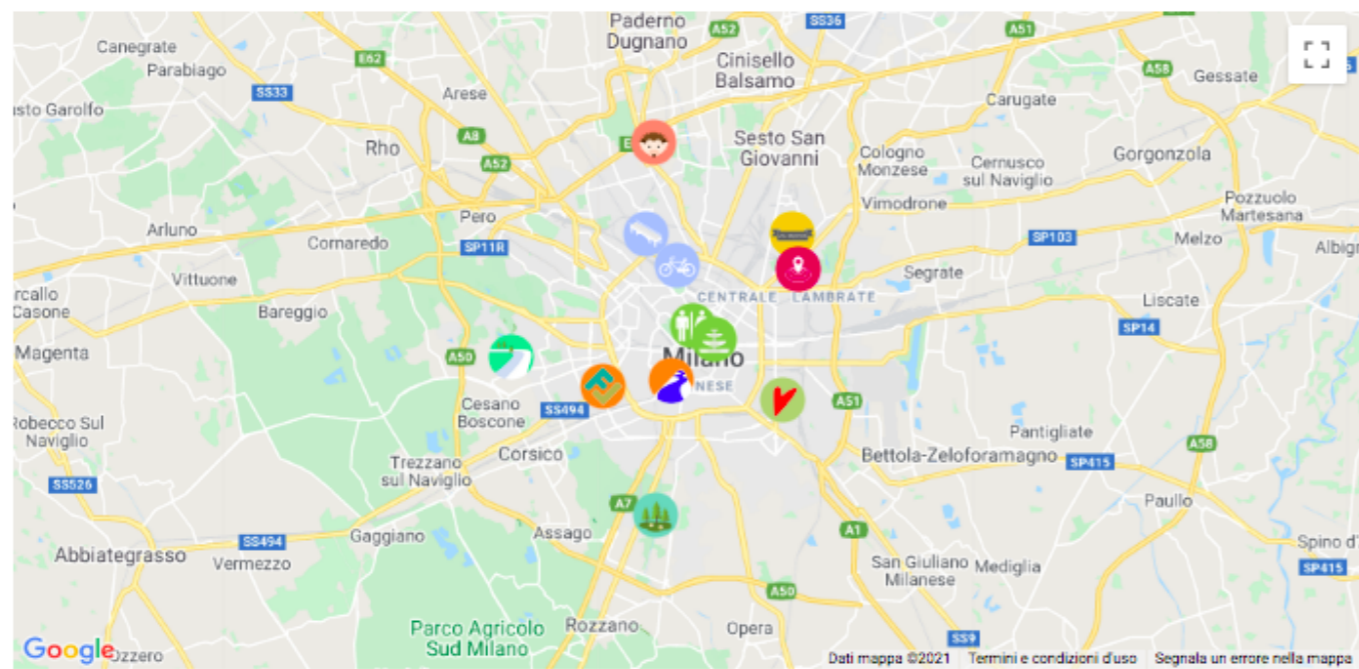 Paderno
Dugnano
A52
SS36
A51
Canegrate
Parabiago
E62
Cinisello
Balsamo
A58
Gessate
SS33
Arese
Carugate
isto Garolfo
A8
Rho
A52
Sesto San
Giovanni
Cologno
Monzese
Cernusco
sul Naviglio
Gorgonzola
Vimodrone
Pozzuolo
Martesana
Pero
Arluno
Cornaredo
SP11R
SP103
Melzo
Albign
Vittuone
Segrate
rcallo
Casone
Bareggio
CENTRALE
LAMBRATE
Liscate
SP14
Magenta
A50
Milano
NESE
Cesano
Boscone
SS494
A51
Robecco Sul
Naviglio
Pantigliate
A58
Corsico
Bettola-Zeloforamagno
SP415
Trezzano
sul Naviglio
SS526
Paullo
A7
Assago
A1
Gaggiano
SS494
Abbiategrasso
Vermezzo
Spino d'
SP415
San Giuliano
Milanese
Mediglia
A50
Parco Agricolo
Sud Milano
Rozzano
Opera
SS9
Google
Ozzero
Dati mappa ©2021
Termini e condizioni d'uso
Segnala un errore nella mappa